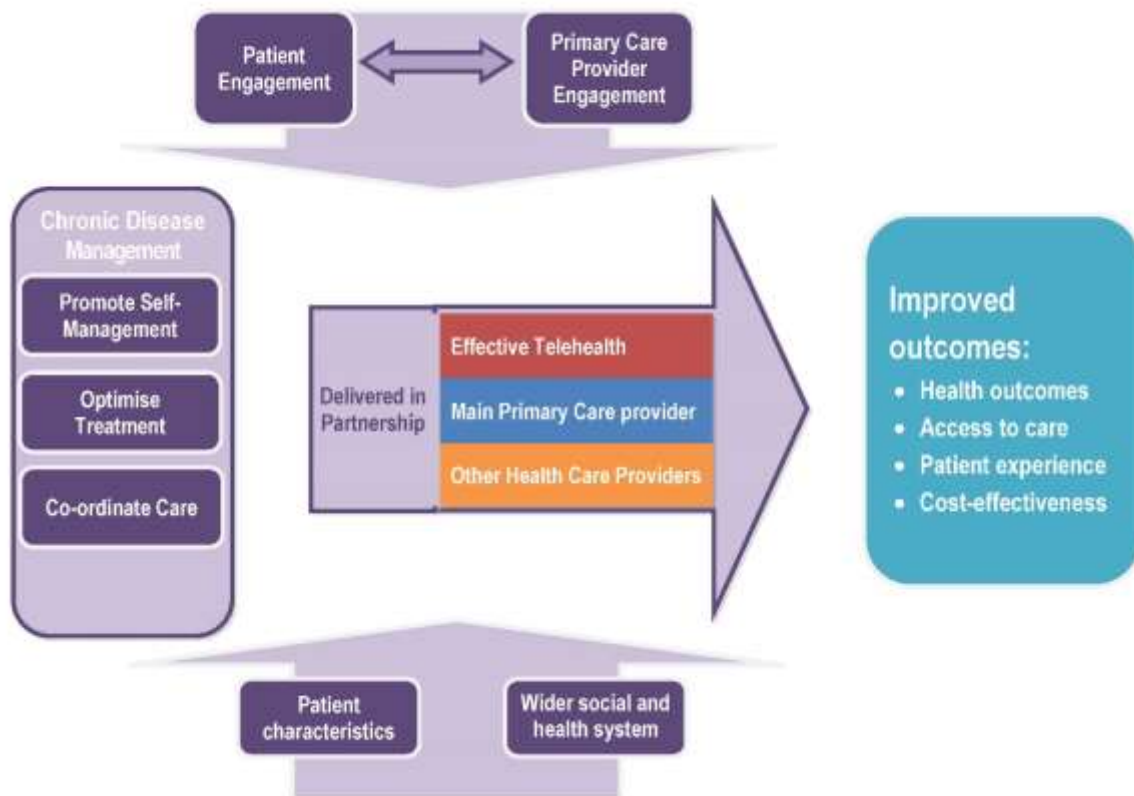 Patient
Engagement
Primary Care
Provider
Engagement
Chronic Disease
Management
Promote Self-
Management
Optimise
Treatment
Co-ordinate Care
Delivered in
Partnership
Effective Telehealth
Main Primary Care provider
Other Health Care Providers
Improved
outcomes:
• Health outcomes
• Access to care
• Patient experience
• Cost-effectiveness
Patient
characteristics
Wider social and
health system